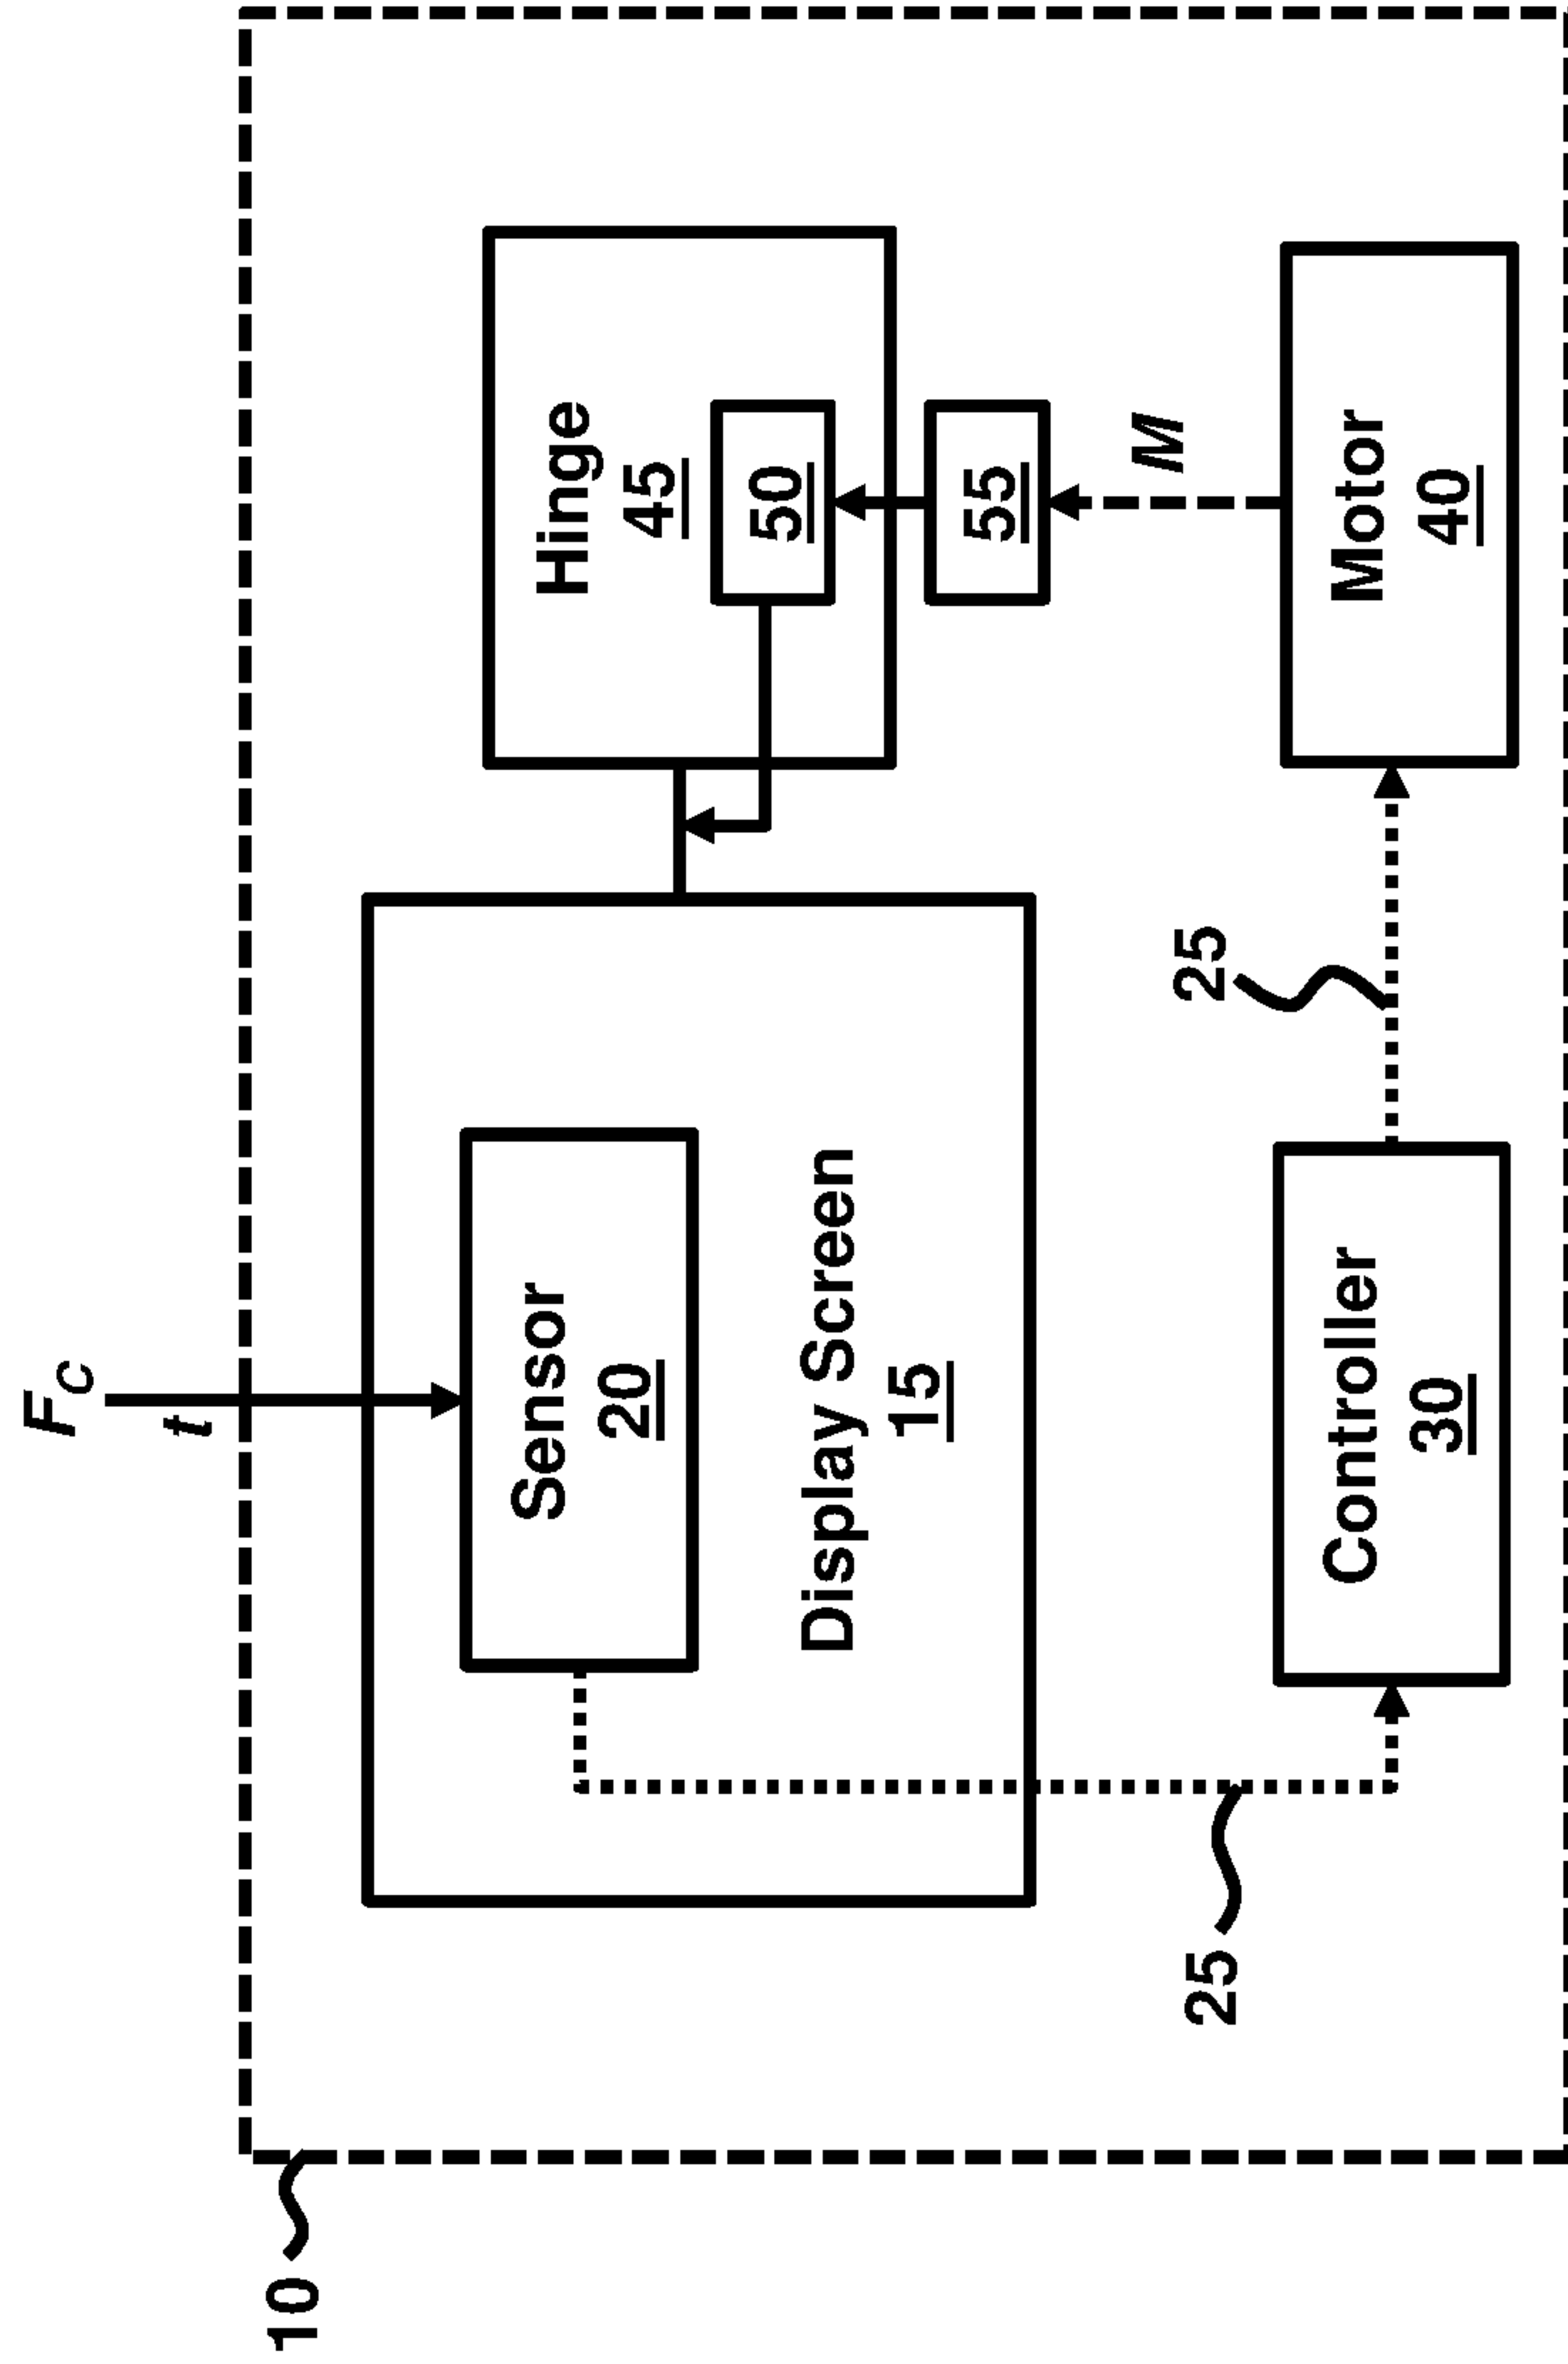 10
F_C
t
Sensor
20
Display Screen
15
Hinge
45
50
55
M
25
25
Controller
30
Motor
40